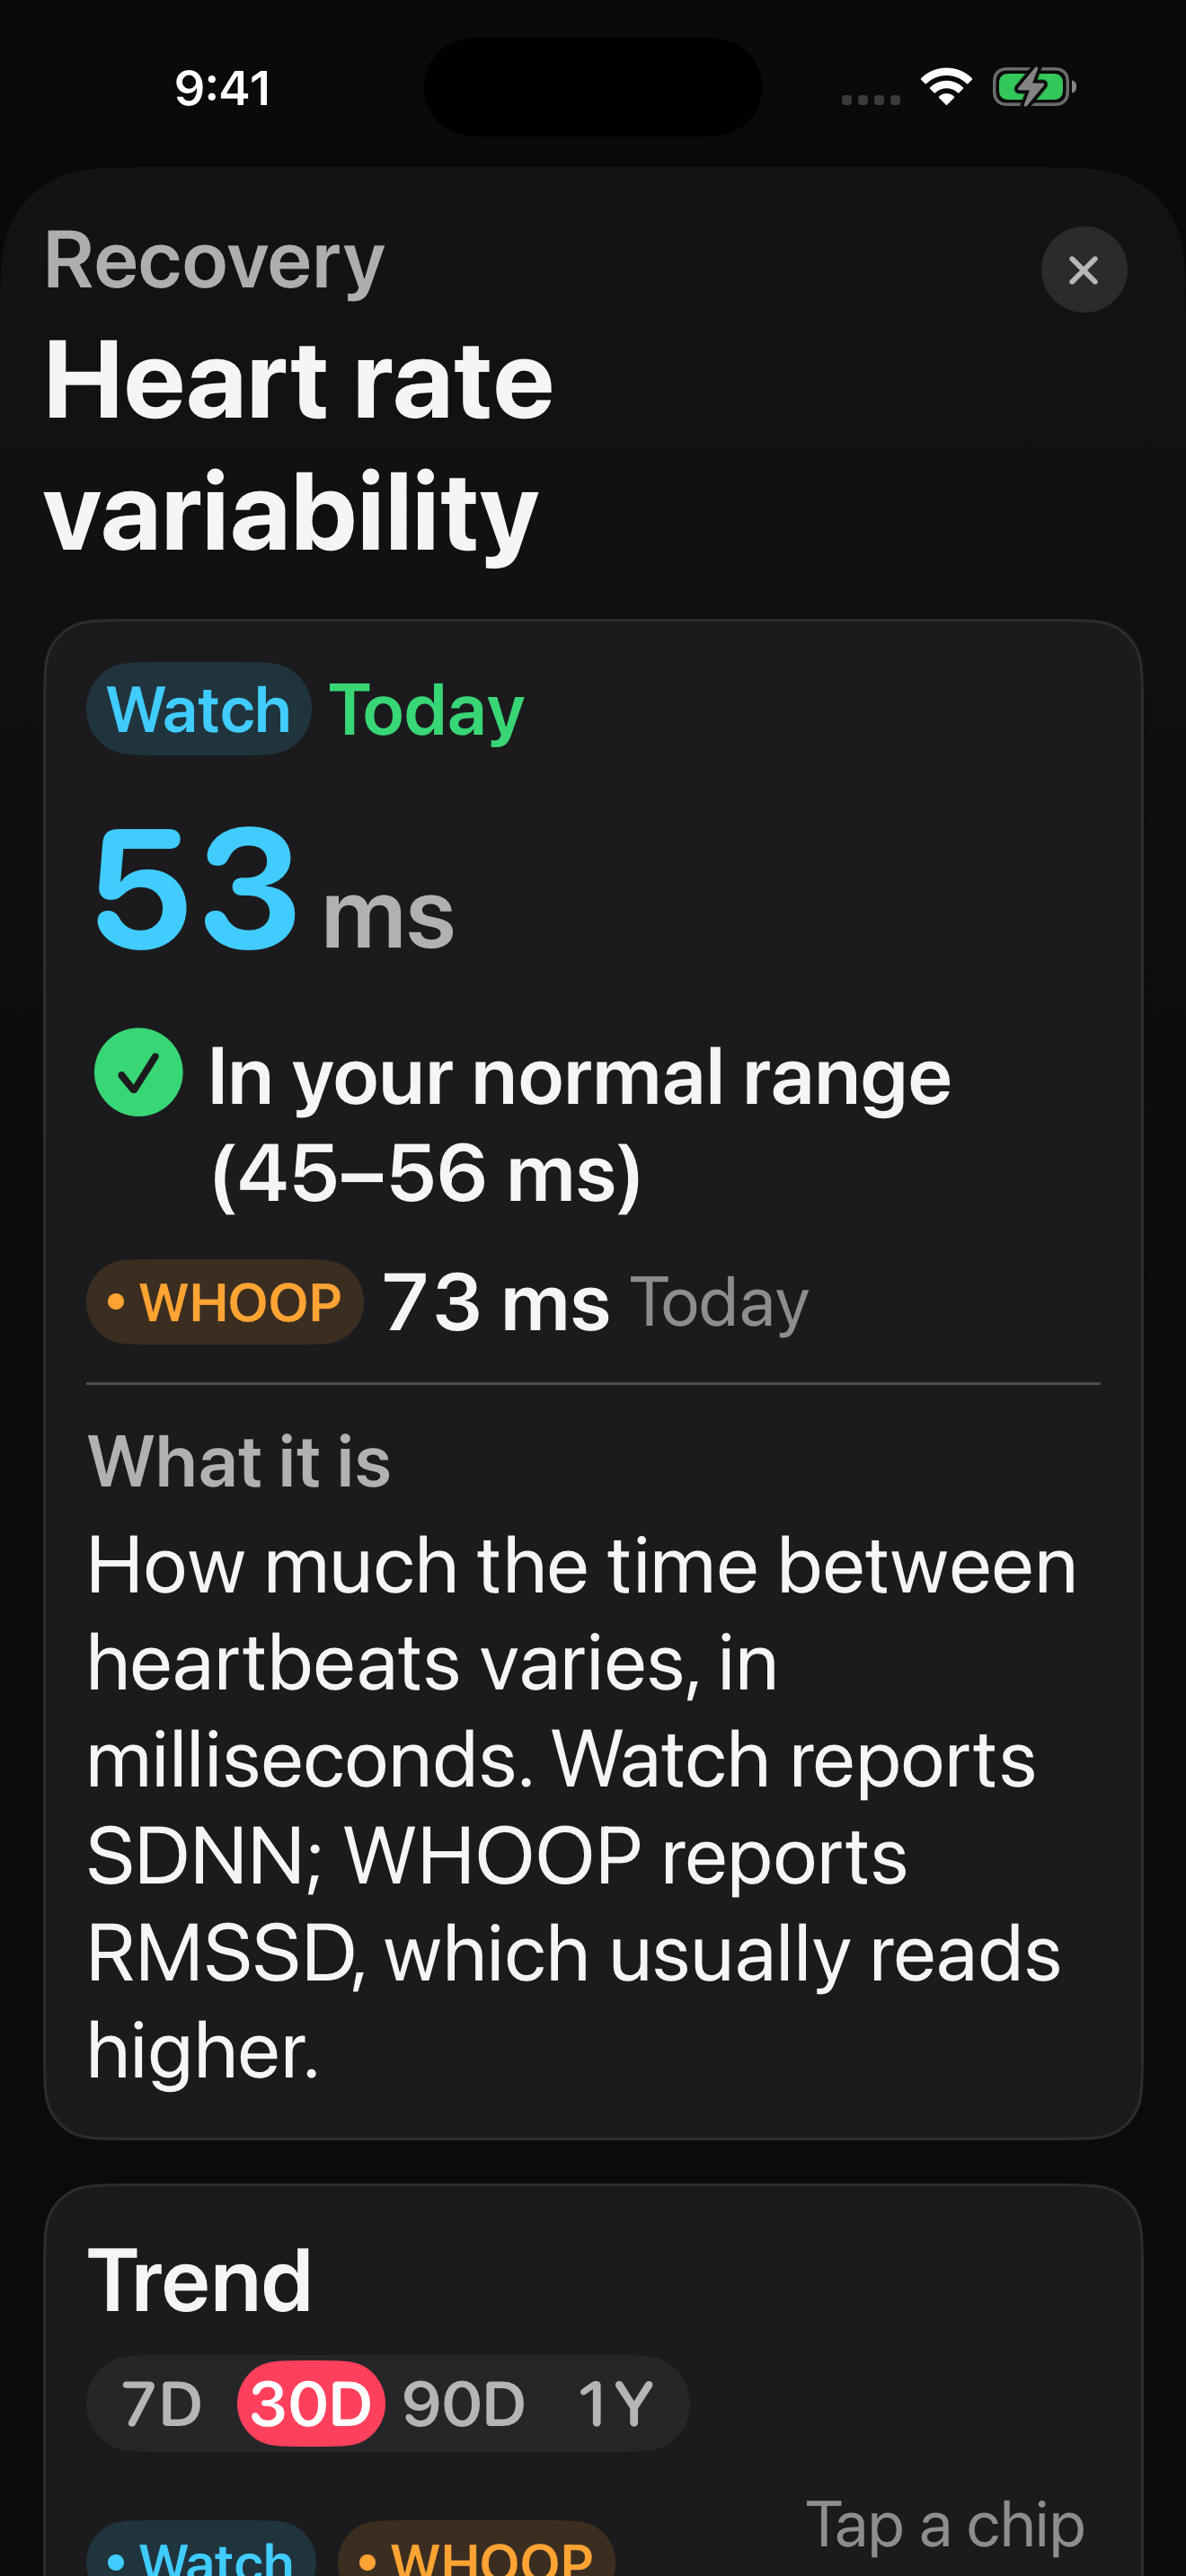 9:41
Recovery
Heart rate
variability
Watch Today
53 ms
In your normal range
(45–56 ms)
• WHOOP 73 ms Today
What it is
How much the time between
heartbeats varies, in
milliseconds. Watch reports
SDNN; WHOOP reports
RMSSD, which usually reads
higher.
Trend
7D 30D 90D 1Y
Tap a chip
• Watch • WHOOP